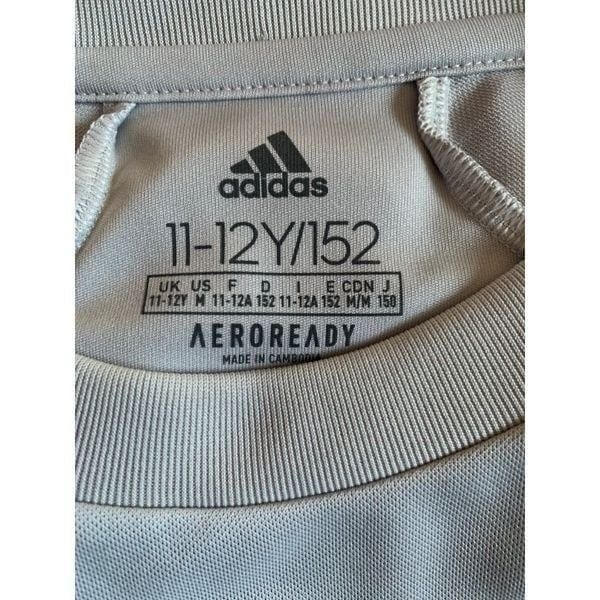 adidas
11-12Y/152
UK US F D I E CDN J
11-12Y M 11-12A 152 11-12A 152 M/M 150
AEROREADY
MADE IN CAMBODIA